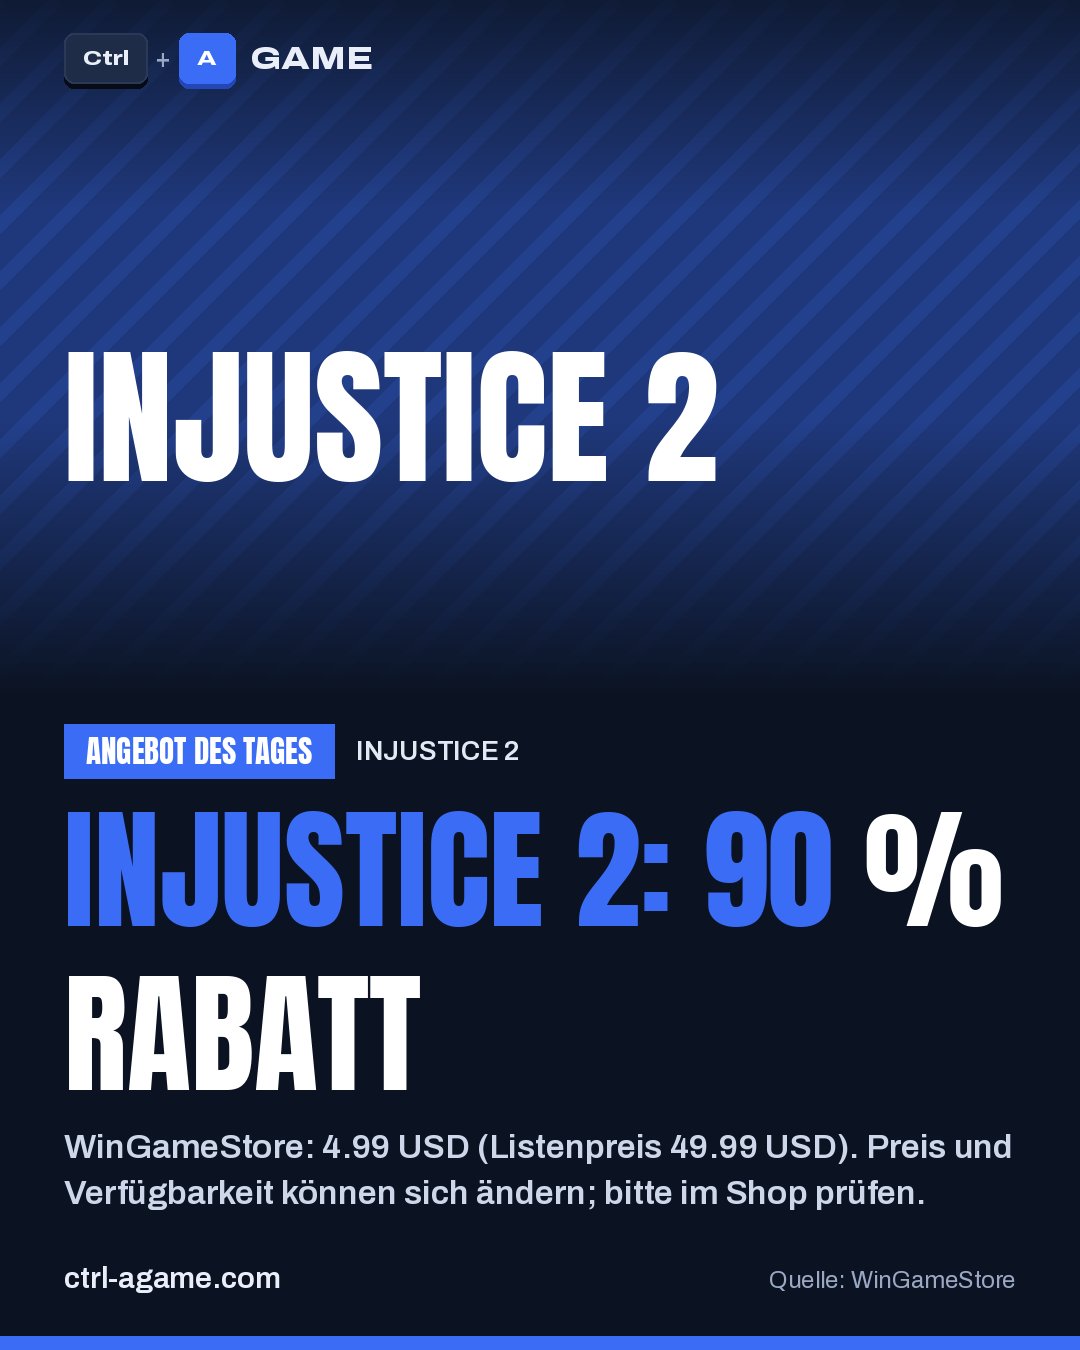 Ctrl + A GAME
INJUSTICE 2
ANGEBOT DES TAGES INJUSTICE 2
INJUSTICE 2: 90 %
RABATT
WinGameStore: 4.99 USD (Listenpreis 49.99 USD). Preis und
Verfügbarkeit können sich ändern; bitte im Shop prüfen.
ctrl-agame.com Quelle: WinGameStore